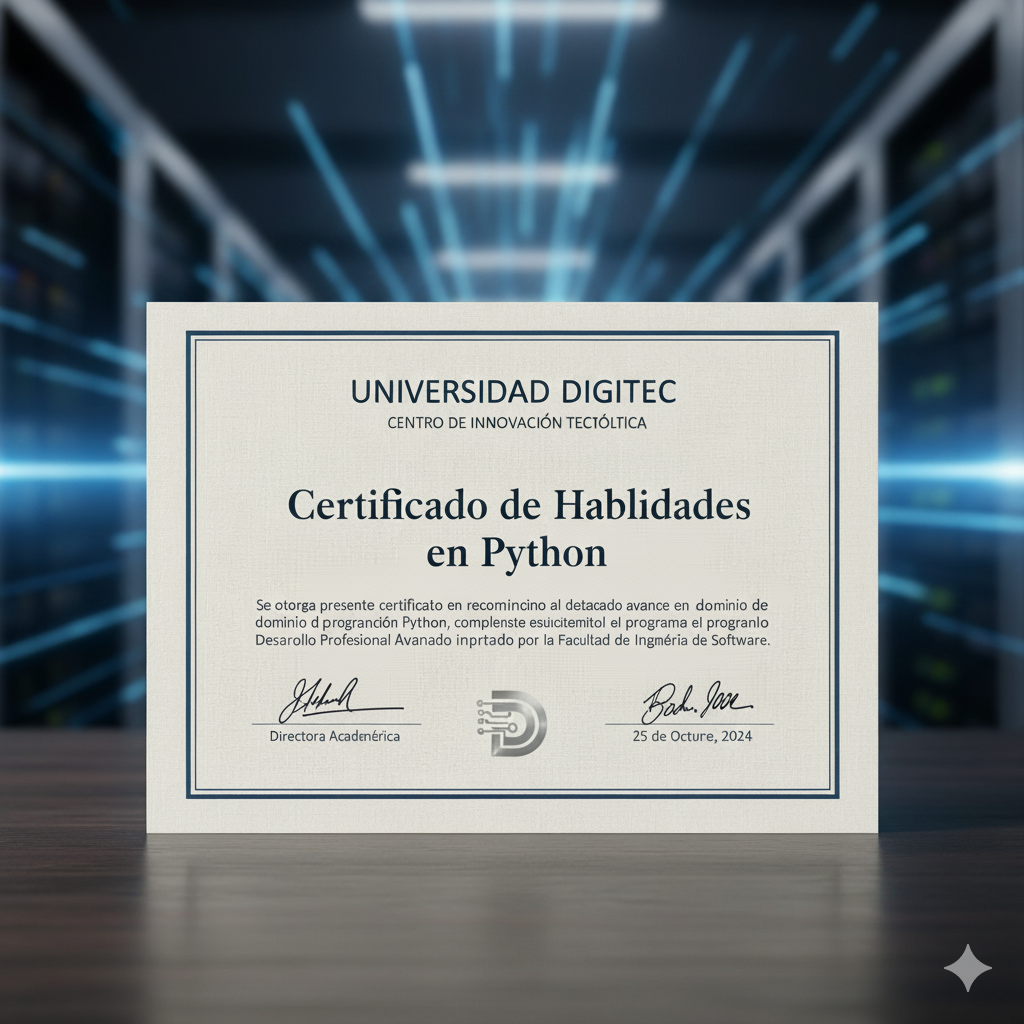 UNIVERSIDAD DIGITEC
CENTRO DE INNOVACIÓN TECTÓLTICA
Certificado de Hablidades
en Python
Se otorga presente certificato en recomincino al detacado avance en dominio de
dominio d prograнción Python, complenste esuicitemitol el programa el progranlo
Desarollo Profesional Avanado inprtado por la Facultad de Ingméria de Software.
Directora Acadenérica
25 de Octure, 2024